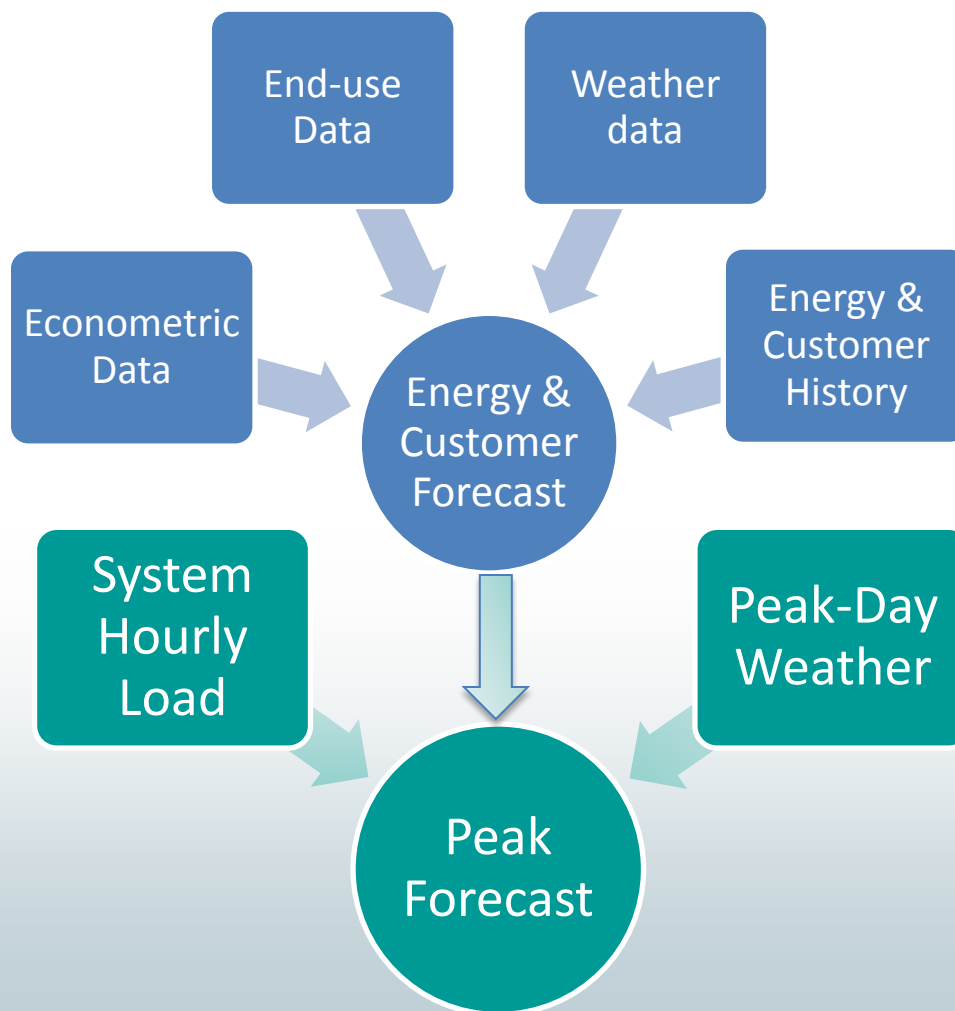 End-use
Data
Weather
data
Econometric
Data
Energy &
Customer
History
Energy &
Customer
Forecast
System
Hourly
Load
Peak-Day
Weather
Peak
Forecast